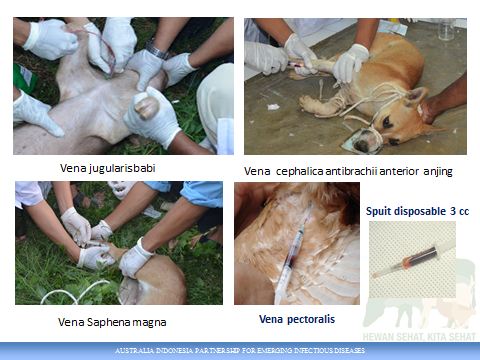 Vena jugularisbabi
Vena cephalica antibrachii anterior anjing
Spuit disposable 3 cc
Vena Saphena magna
Vena pectoralis
HEWAN SEHAT, KITA SEHAT
AUSTRALIA INDONESIA PARTNERSHIP FOR EMERGING INFECTIOUS DISEASES